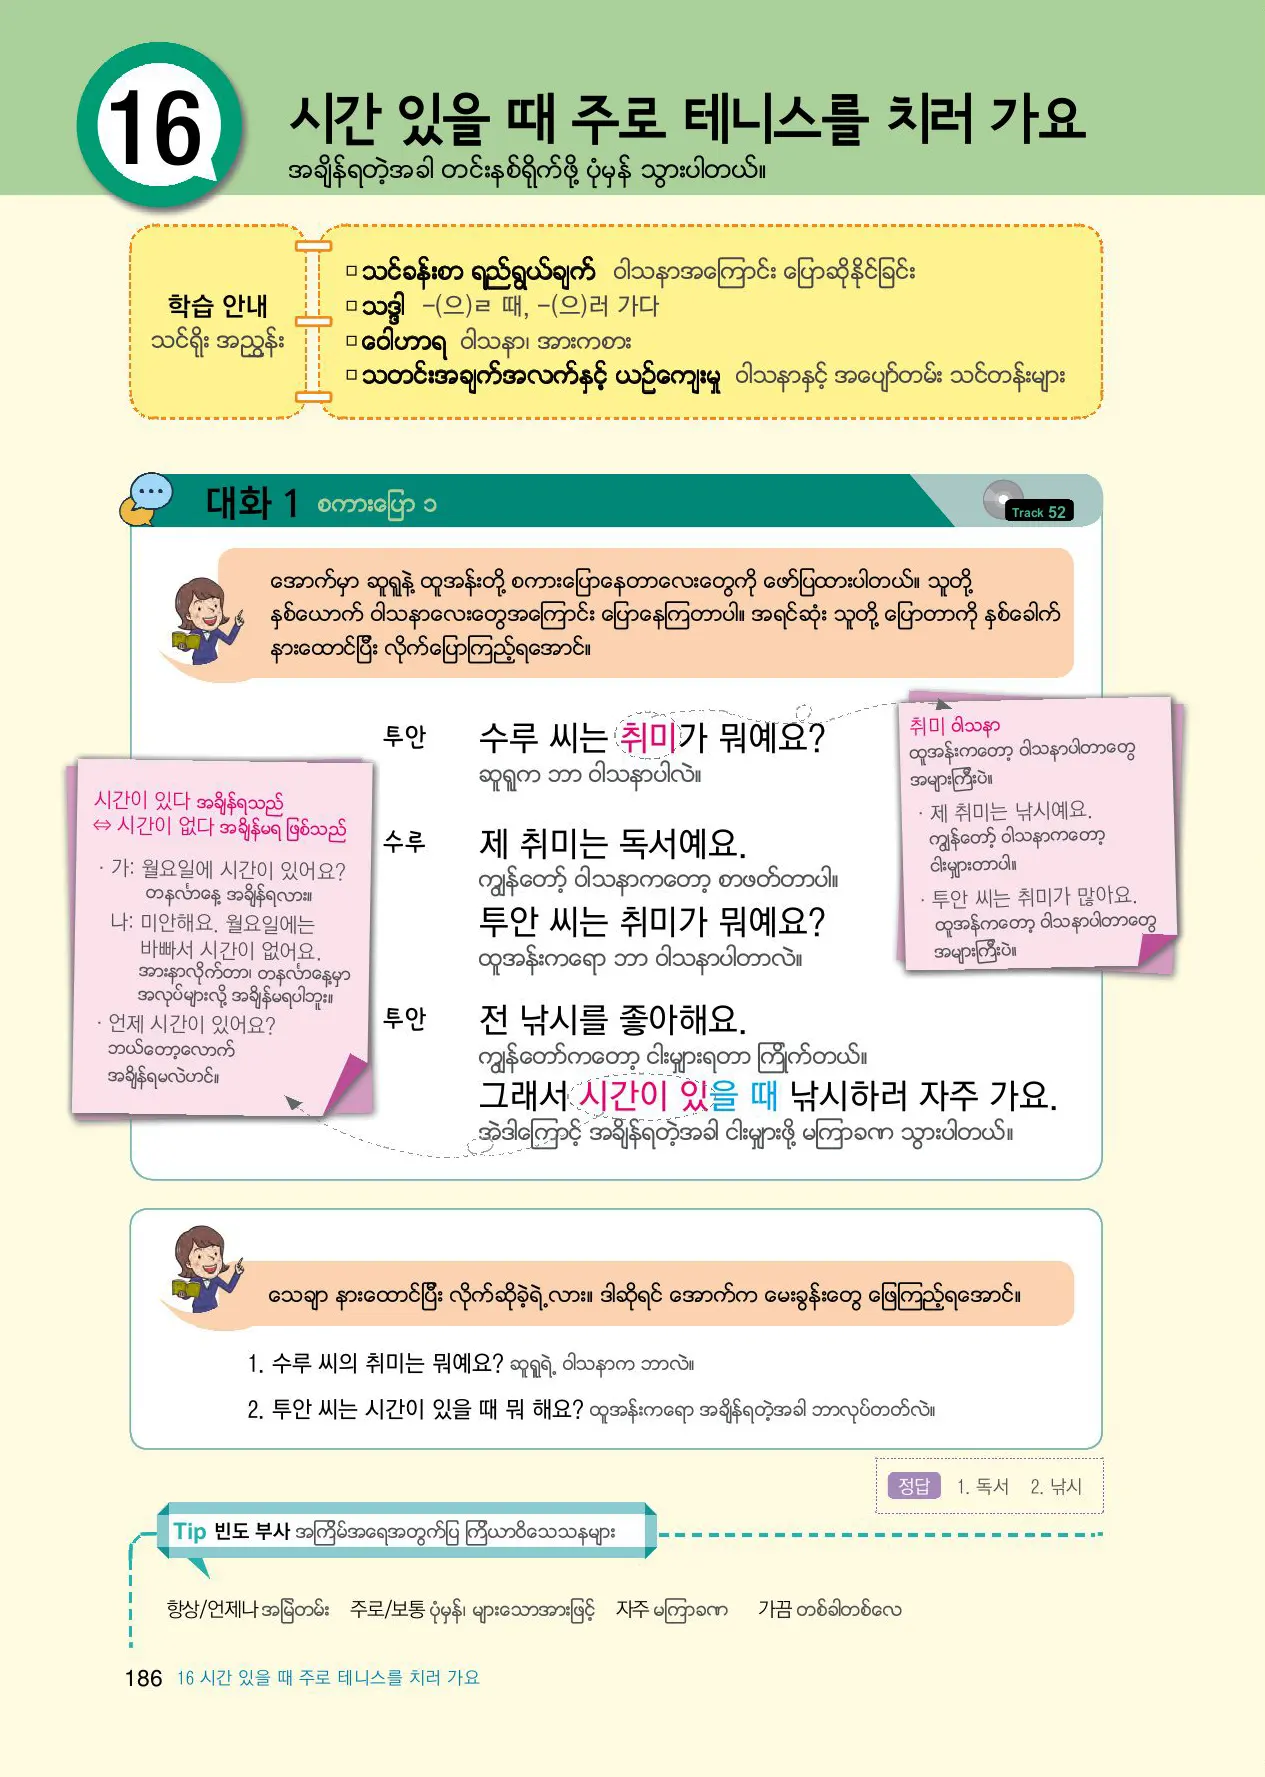 16
시간 있을 때 주로 테니스를 치러 가요
အချိန်ရတဲ့အခါ တင်းနစ်ရိုက်ဖို့ ပုံမှန် သွားပါတယ်။
학습 안내
သင်ရိုး အညွှန်း
□ သင်ခန်းစာ ရည်ရွယ်ချက် ဝါသနာအကြောင်း ပြောဆိုနိုင်ခြင်း
□ သဒ္ဒါ -(으)ㄹ 때, -(으)러 가다
□ ဝေါဟာရ ဝါသနာ၊ အားကစား
□ သတင်းအချက်အလက်နှင့် ယဉ်ကျေးမှု ဝါသနာနှင့် အပျော်တမ်း သင်တန်းများ
대화 1 စကားပြော ၁
Track 52
အောက်မှာ ဆူရူနဲ့ ထူအန်းတို့ စကားပြောနေတာလေးတွေကို ဖော်ပြထားပါတယ်။ သူတို့
နှစ်ယောက် ဝါသနာလေးတွေအကြောင်း ပြောနေကြတာပါ။ အရင်ဆုံး သူတို့ ပြောတာကို နှစ်ခေါက်
နားထောင်ပြီး လိုက်ပြောကြည့်ရအောင်။
투안 수루 씨는 취미가 뭐예요?
ဆူရူက ဘာ ဝါသနာပါလဲ။
수루 제 취미는 독서예요.
ကျွန်တော့် ဝါသနာကတော့ စာဖတ်တာပါ။
투안 씨는 취미가 뭐예요?
ထူအန်းကရော ဘာ ဝါသနာပါတာလဲ။
투안 전 낚시를 좋아해요.
ကျွန်တော်ကတော့ ငါးမျှားရတာ ကြိုက်တယ်။
그래서 시간이 있을 때 낚시하러 자주 가요.
အဲဒါကြောင့် အချိန်ရတဲ့အခါ ငါးမျှားဖို့ မကြာခဏ သွားပါတယ်။
취미 ဝါသနာ
ထူအန်းကတော့ ဝါသနာပါတာတွေ
အများကြီးပဲ။
· 제 취미는 낚시예요.
ကျွန်တော့် ဝါသနာကတော့
ငါးမျှားတာပါ။
· 투안 씨는 취미가 많아요.
ထူအန်ကတော့ ဝါသနာပါတာတွေ
အများကြီးပဲ။
시간이 있다 အချိန်ရသည်
⇔ 시간이 없다 အချိန်မရ ဖြစ်သည်
· 가: 월요일에 시간이 있어요?
တနင်္လာနေ့ အချိန်ရလား။
나: 미안해요. 월요일에는
바빠서 시간이 없어요.
အားနာလိုက်တာ၊ တနင်္လာနေ့မှာ
အလုပ်များလို့ အချိန်မရပါဘူး။
· 언제 시간이 있어요?
ဘယ်တော့လောက်
အချိန်ရမလဲဟင်။
သေချာ နားထောင်ပြီး လိုက်ဆိုခဲ့ရဲ့လား။ ဒါဆိုရင် အောက်က မေးခွန်းတွေ ဖြေကြည့်ရအောင်။
1. 수루 씨의 취미는 뭐예요? ဆူရူရဲ့ ဝါသနာက ဘာလဲ။
2. 투안 씨는 시간이 있을 때 뭐 해요? ထူအန်းကရော အချိန်ရတဲ့အခါ ဘာလုပ်တတ်လဲ။
정답 1. 독서 2. 낚시
Tip 빈도 부사 အကြိမ်အရေအတွက်ပြ ကြိယာဝိသေသနများ
항상/언제나 အမြဲတမ်း 주로/보통 ပုံမှန်၊ များသောအားဖြင့် 자주 မကြာခဏ 가끔 တစ်ခါတစ်လေ
186 16 시간 있을 때 주로 테니스를 치러 가요